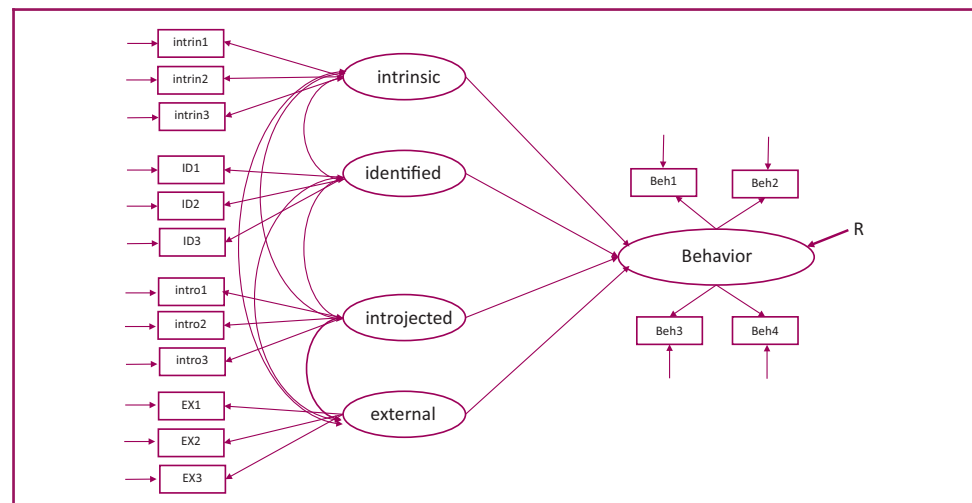 intrin1
intrin2
intrin3
intrinsic
ID1
ID2
ID3
identified
intro1
intro2
intro3
introjected
EX1
EX2
EX3
external
Beh1
Beh2
Behavior
R
Beh3
Beh4